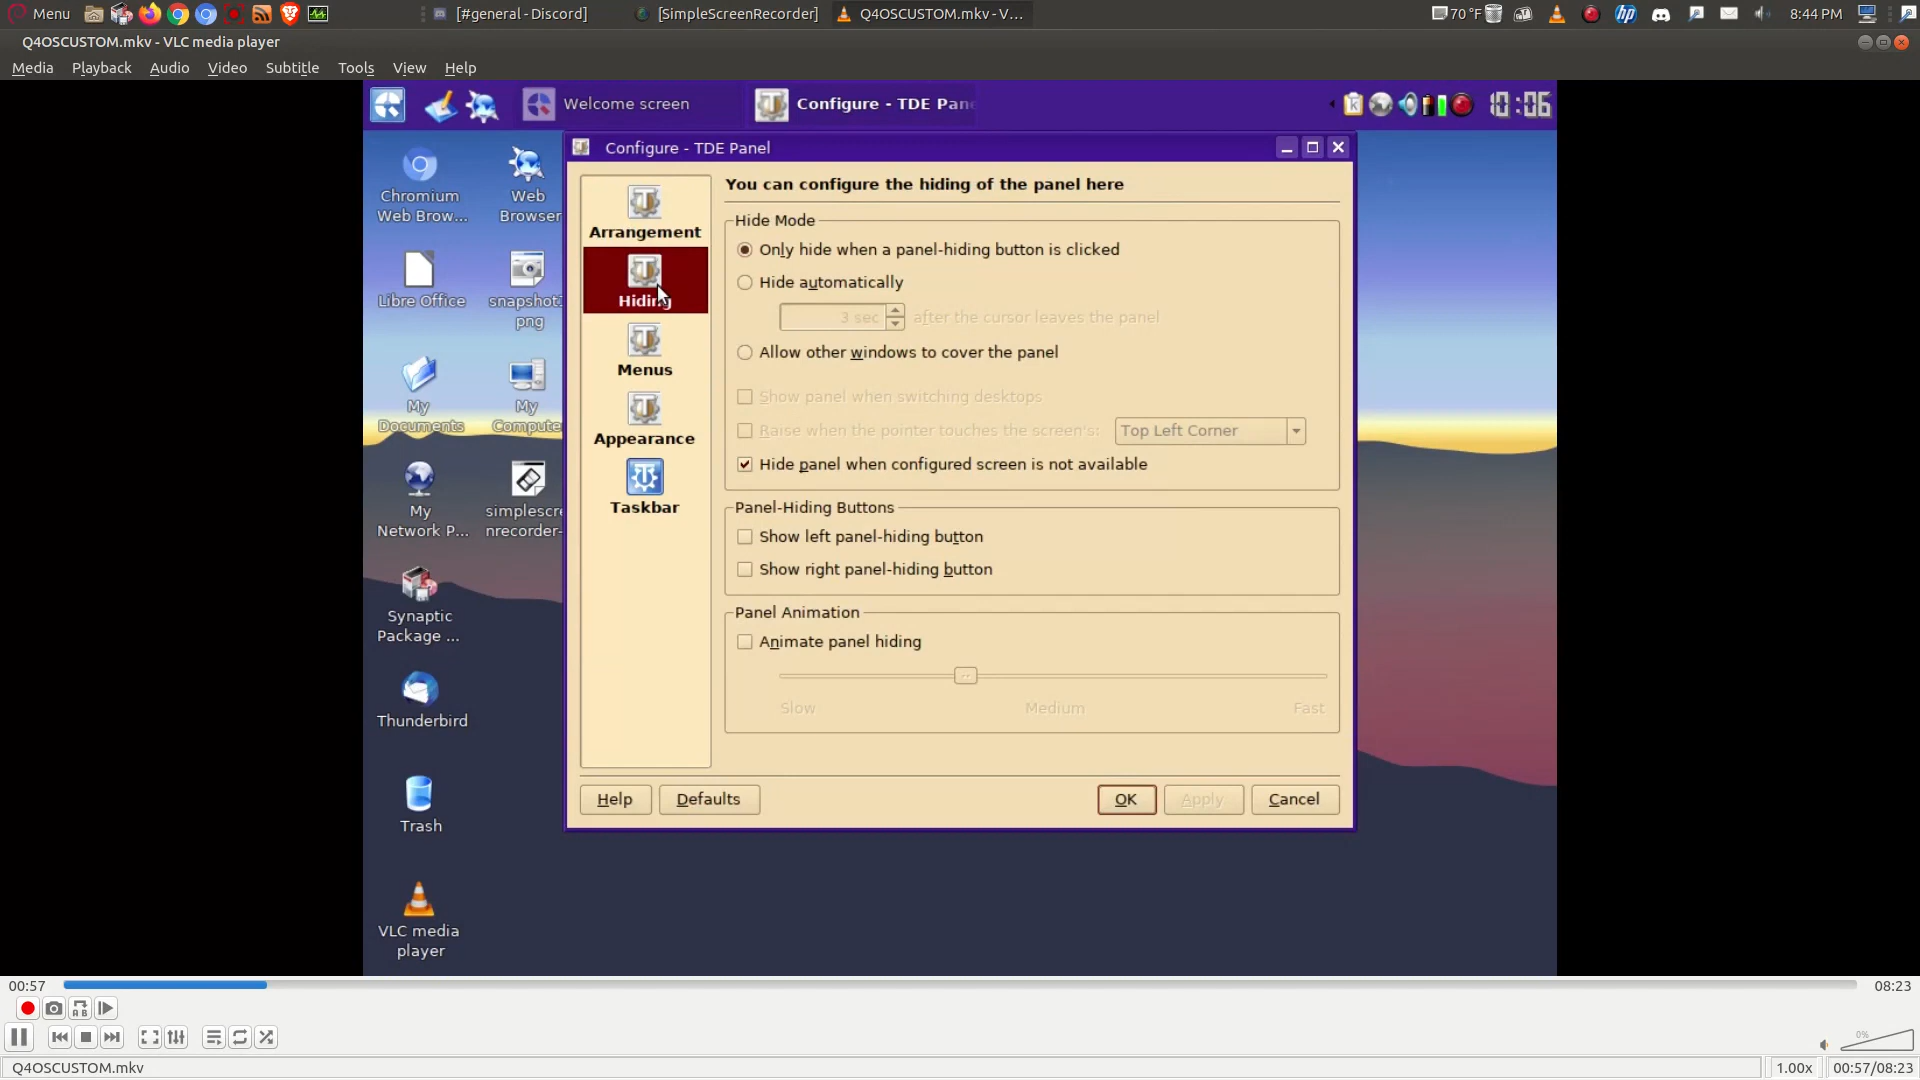 Menu
[#general - Discord]
[SimpleScreenRecorder]
Q4OSCUSTOM.mkv - V...
70 °F
8:44 PM
Q4OSCUSTOM.mkv - VLC media player
Media Playback Audio Video Subtitle Tools View Help
Welcome screen
Configure - TDE Pane
10:06
Configure - TDE Panel
Chromium
Web Brow...
Web
Browser
Libre Office
snapshot1
png
My
Documents
My
Compute
My
Network P...
simplescre
nrecorder-
Synaptic
Package ...
Thunderbird
Trash
VLC media
player
Arrangement
Hiding
Menus
Appearance
Taskbar
You can configure the hiding of the panel here
Hide Mode
Only hide when a panel-hiding button is clicked
Hide automatically
3 sec after the cursor leaves the panel
Allow other windows to cover the panel
Show panel when switching desktops
Raise when the pointer touches the screen's: Top Left Corner
Hide panel when configured screen is not available
Panel-Hiding Buttons
Show left panel-hiding button
Show right panel-hiding button
Panel Animation
Animate panel hiding
Slow Medium Fast
Help Defaults OK Apply Cancel
00:57 08:23
0%
Q4OSCUSTOM.mkv 1.00x 00:57/08:23